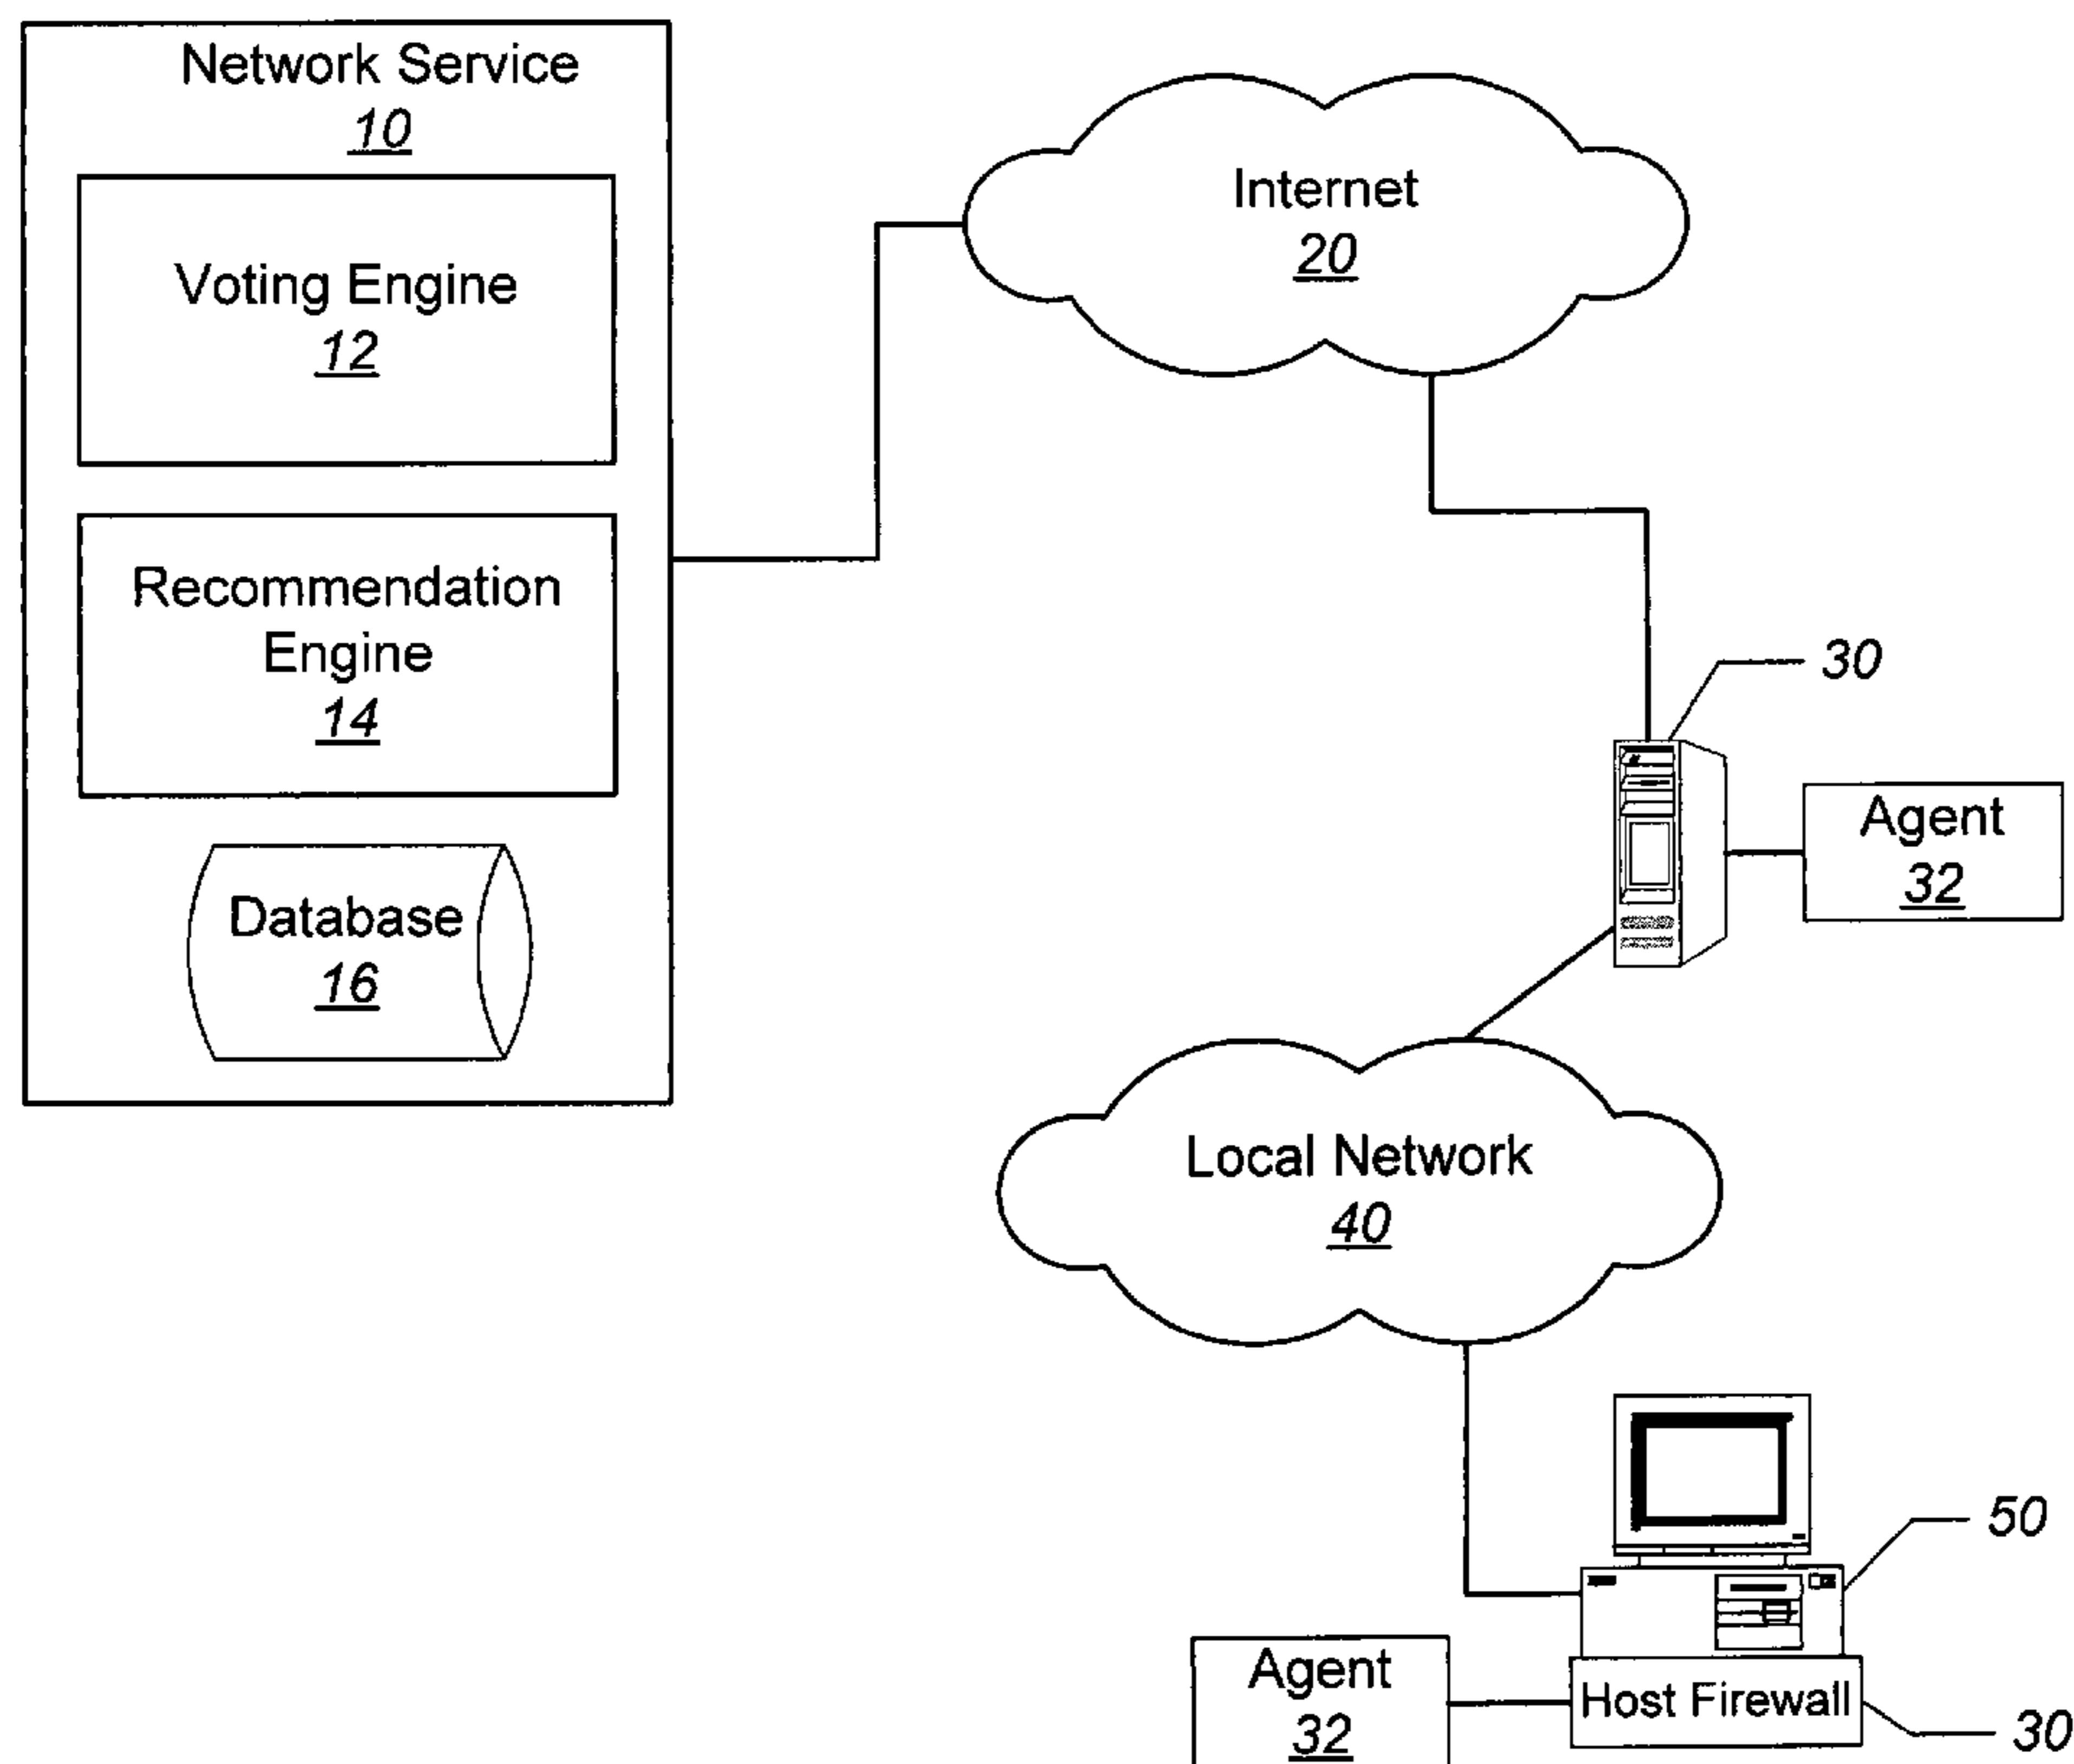 Network Service
10
Voting Engine
12
Recommendation
Engine
14
Database
16
Internet
20
30
Agent
32
Local Network
40
50
Agent
32
Host Firewall
30